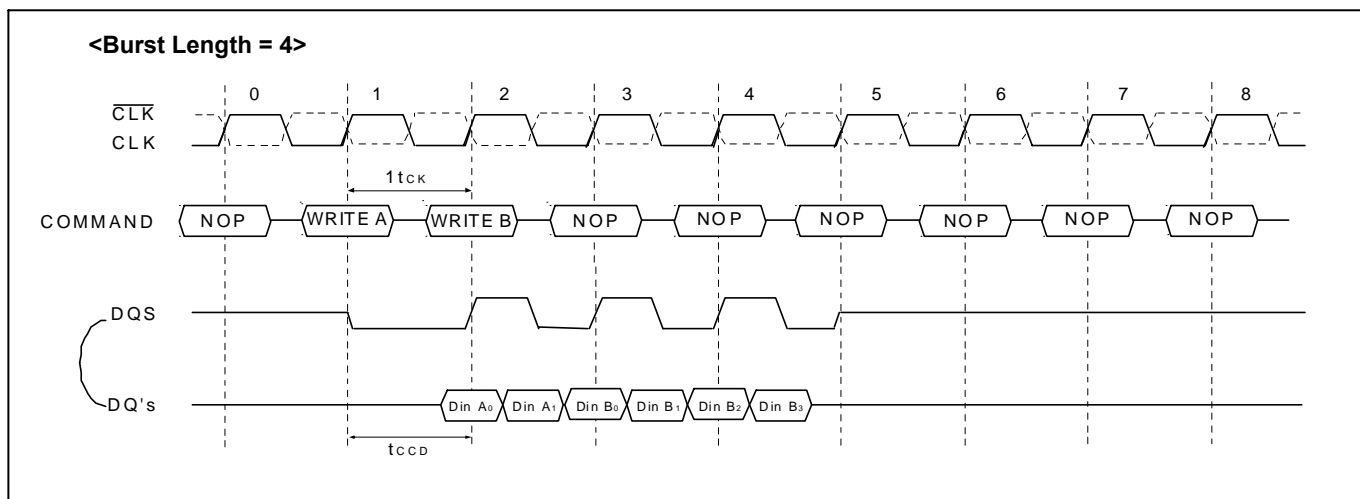 <Burst Length = 4>
0 1 2 3 4 5 6 7 8
CLK
CLK
1tCK
COMMAND NOP WRITE A WRITE B NOP NOP NOP NOP NOP NOP
DQS
DQ's Din A0 Din A1 Din B0 Din B1 Din B2 Din B3
tCCD